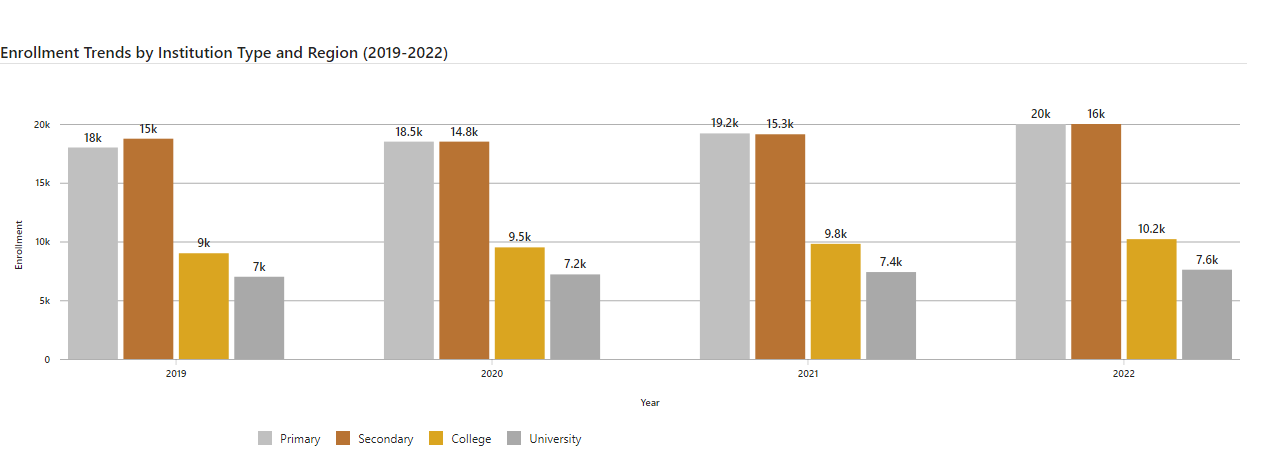 Enrollment Trends by Institution Type and Region (2019-2022)
20k
15k
10k
5k
0
Enrollment
18k
15k
9k
7k
18.5k
14.8k
9.5k
7.2k
19.2k
15.3k
9.8k
7.4k
20k
16k
10.2k
7.6k
2019
2020
2021
2022
Year
Primary
Secondary
College
University